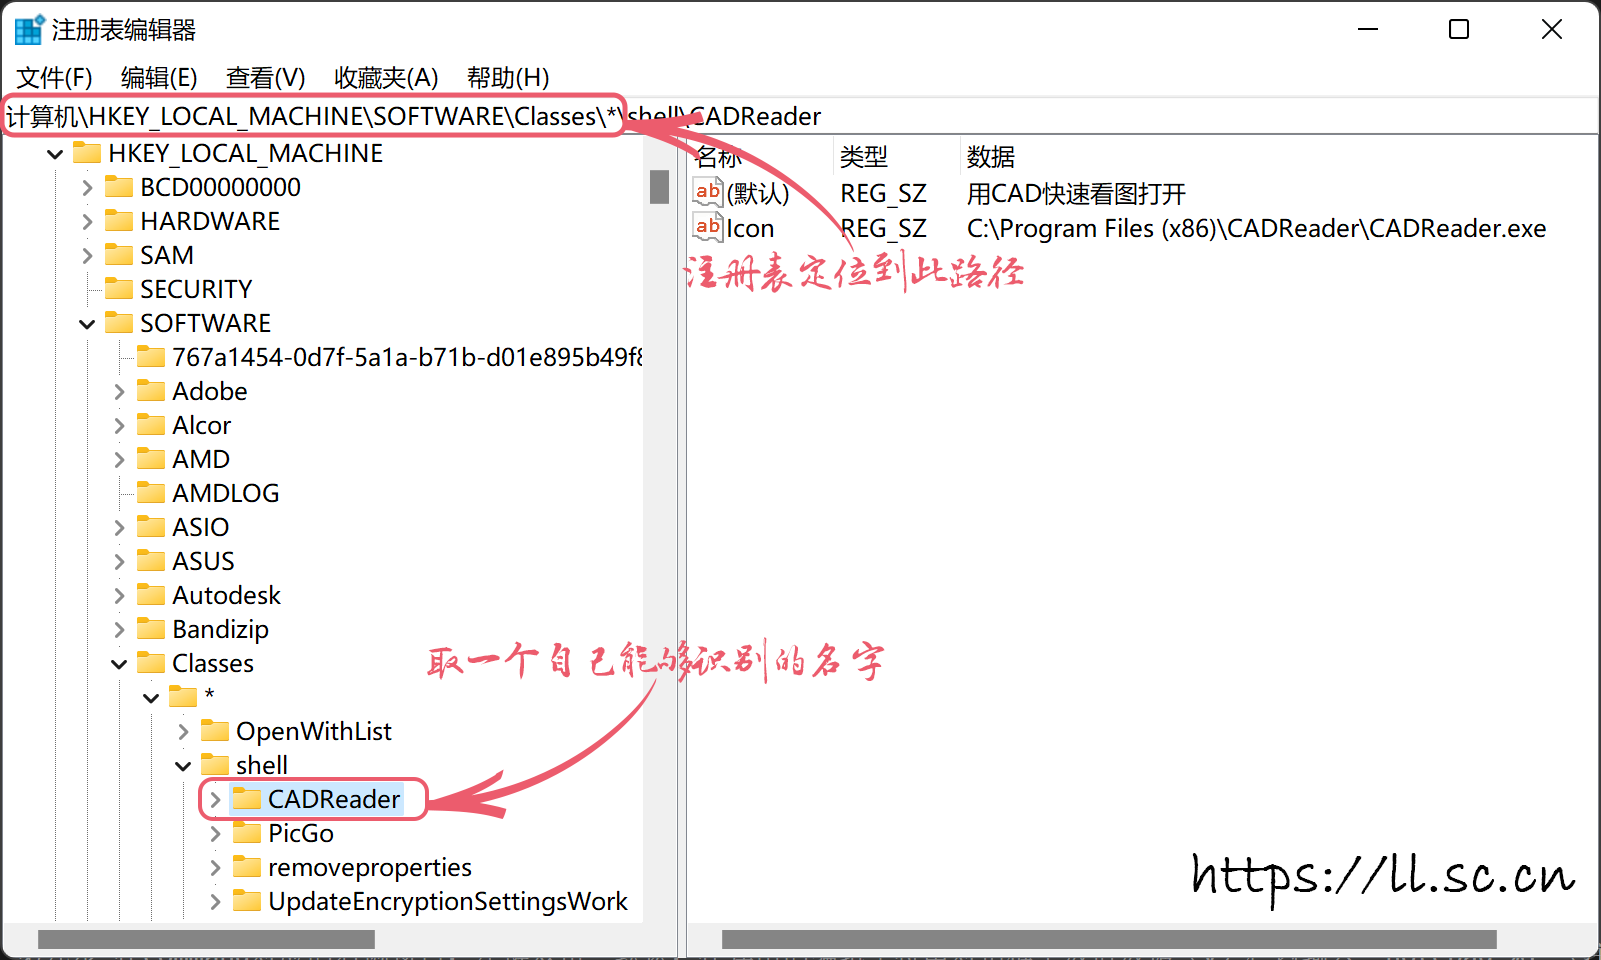 注册表编辑器
文件(F) 编辑(E) 查看(V) 收藏夹(A) 帮助(H)
计算机\HKEY_LOCAL_MACHINE\SOFTWARE\Classes\*\shell\CADReader
HKEY_LOCAL_MACHINE
BCD00000000
HARDWARE
SAM
SECURITY
SOFTWARE
767a1454-0d7f-5a1a-b71b-d01e895b49f8
Adobe
Alcor
AMD
AMDLOG
ASIO
ASUS
Autodesk
Bandizip
Classes
*
OpenWithList
shell
CADReader
PicGo
removeproperties
UpdateEncryptionSettingsWork
名称 类型 数据
ab (默认) REG_SZ 用CAD快速看图打开
ab Icon REG_SZ C:\Program Files (x86)\CADReader\CADReader.exe
注册表定位到此路径
取一个自己能够识别的名字
https://ll.sc.cn